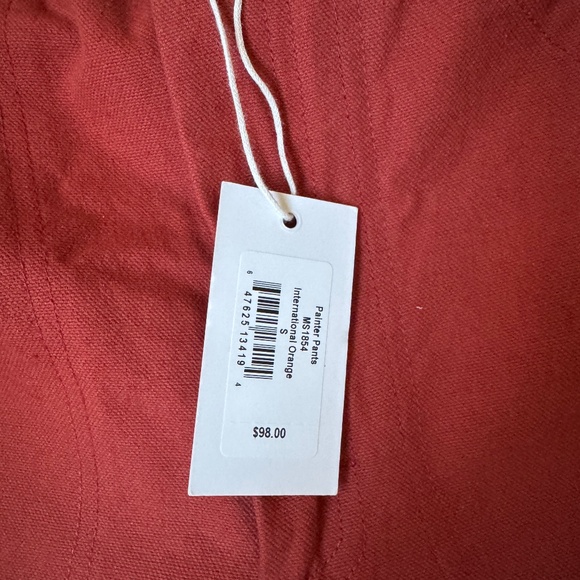 Painter Pants
MS1854
International Orange
S
6 47625 13419 4
$98.00